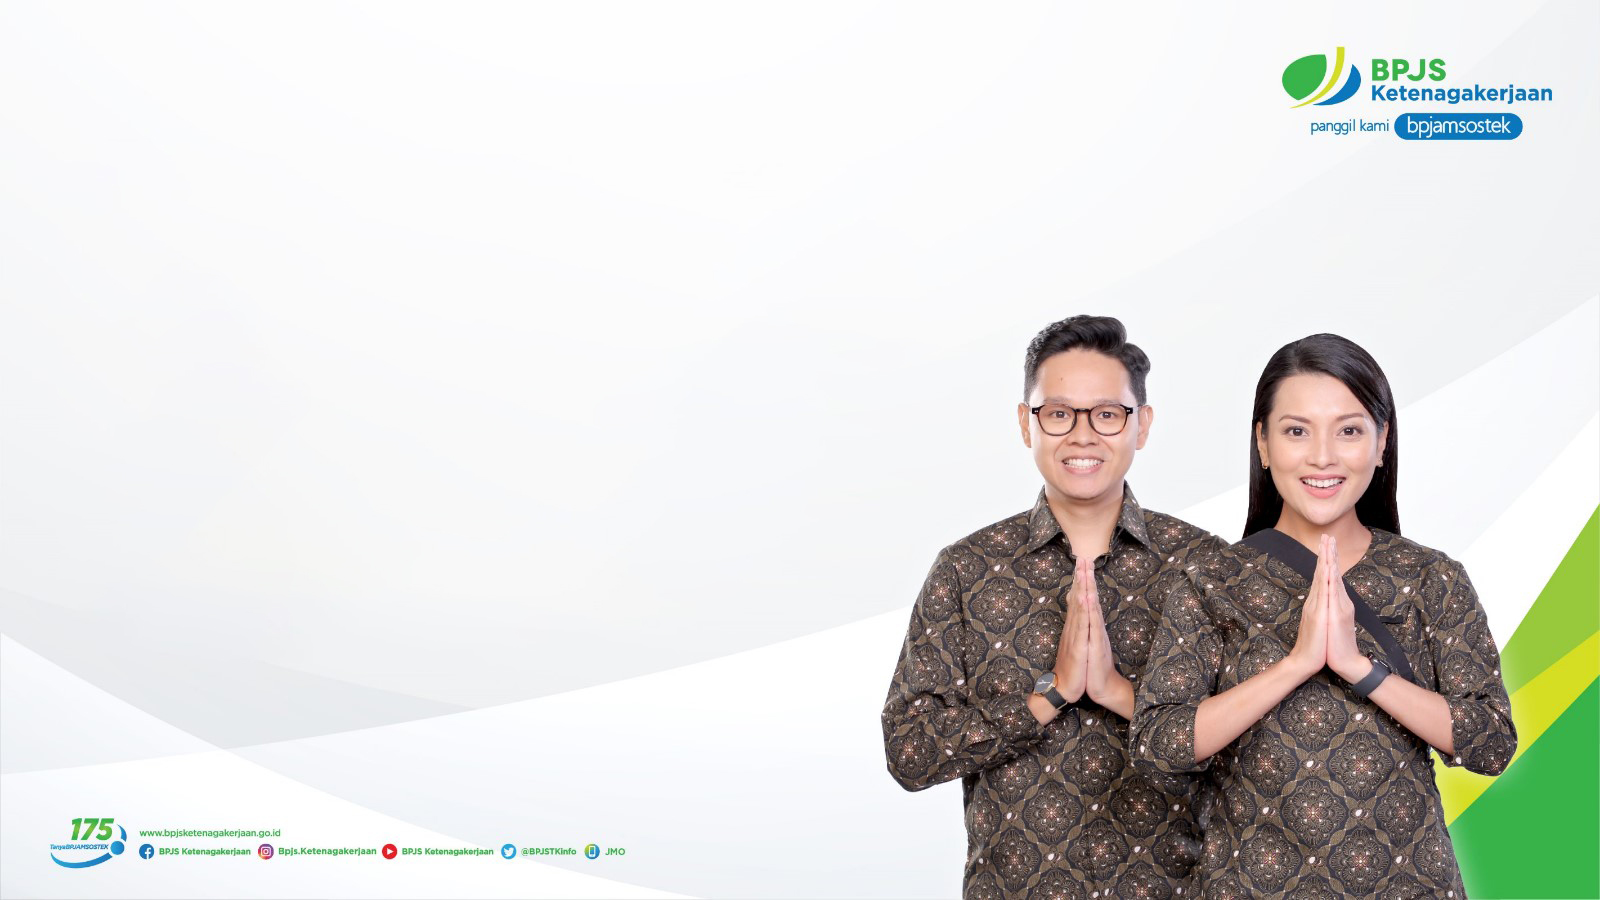 BPJS
Ketenagakerjaan
panggil kami bpjamsostek
175
TanyaBPJAMSOSTEK
www.bpjsketenagakerjaan.go.id
BPJS Ketenagakerjaan Bpjs.Ketenagakerjaan BPJS Ketenagakerjaan @BPJSTKinfo JMO